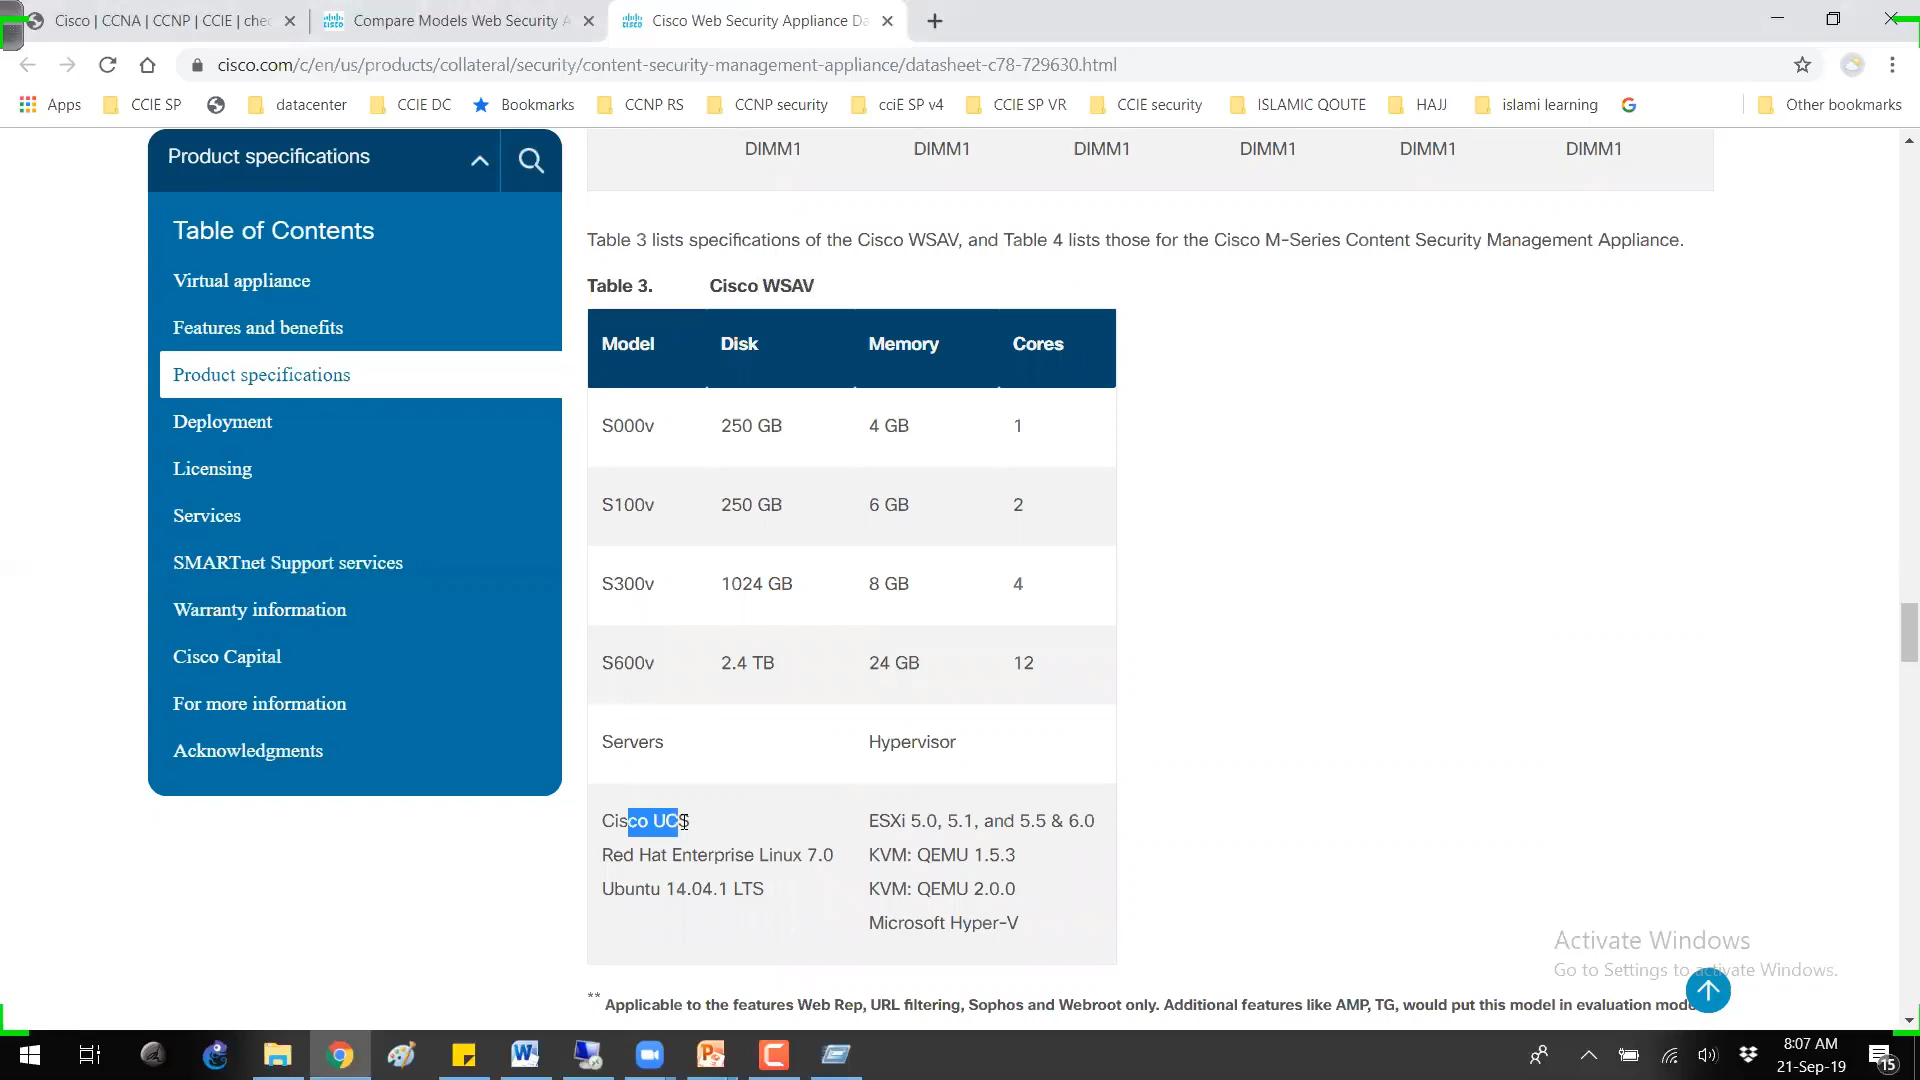 Cisco | CCNA | CCNP | CCIE | chec
Compare Models Web Security A
Cisco Web Security Appliance Da
cisco.com/c/en/us/products/collateral/security/content-security-management-appliance/datasheet-c78-729630.html
Apps CCIE SP datacenter CCIE DC Bookmarks CCNP RS CCNP security cciE SP v4 CCIE SP VR CCIE security ISLAMIC QOUTE HAJJ islami learning Other bookmarks
Product specifications
Table of Contents
Virtual appliance
Features and benefits
Product specifications
Deployment
Licensing
Services
SMARTnet Support services
Warranty information
Cisco Capital
For more information
Acknowledgments
DIMM1 DIMM1 DIMM1 DIMM1 DIMM1 DIMM1
Table 3 lists specifications of the Cisco WSAV, and Table 4 lists those for the Cisco M-Series Content Security Management Appliance.
Table 3. Cisco WSAV
Model Disk Memory Cores
S000v 250 GB 4 GB 1
S100v 250 GB 6 GB 2
S300v 1024 GB 8 GB 4
S600v 2.4 TB 24 GB 12
Servers Hypervisor
Cisco UCS ESXi 5.0, 5.1, and 5.5 & 6.0
Red Hat Enterprise Linux 7.0 KVM: QEMU 1.5.3
Ubuntu 14.04.1 LTS KVM: QEMU 2.0.0
Microsoft Hyper-V
** Applicable to the features Web Rep, URL filtering, Sophos and Webroot only. Additional features like AMP, TG, would put this model in evaluation mod
Activate Windows
Go to Settings to activate Windows.
8:07 AM
21-Sep-19
15